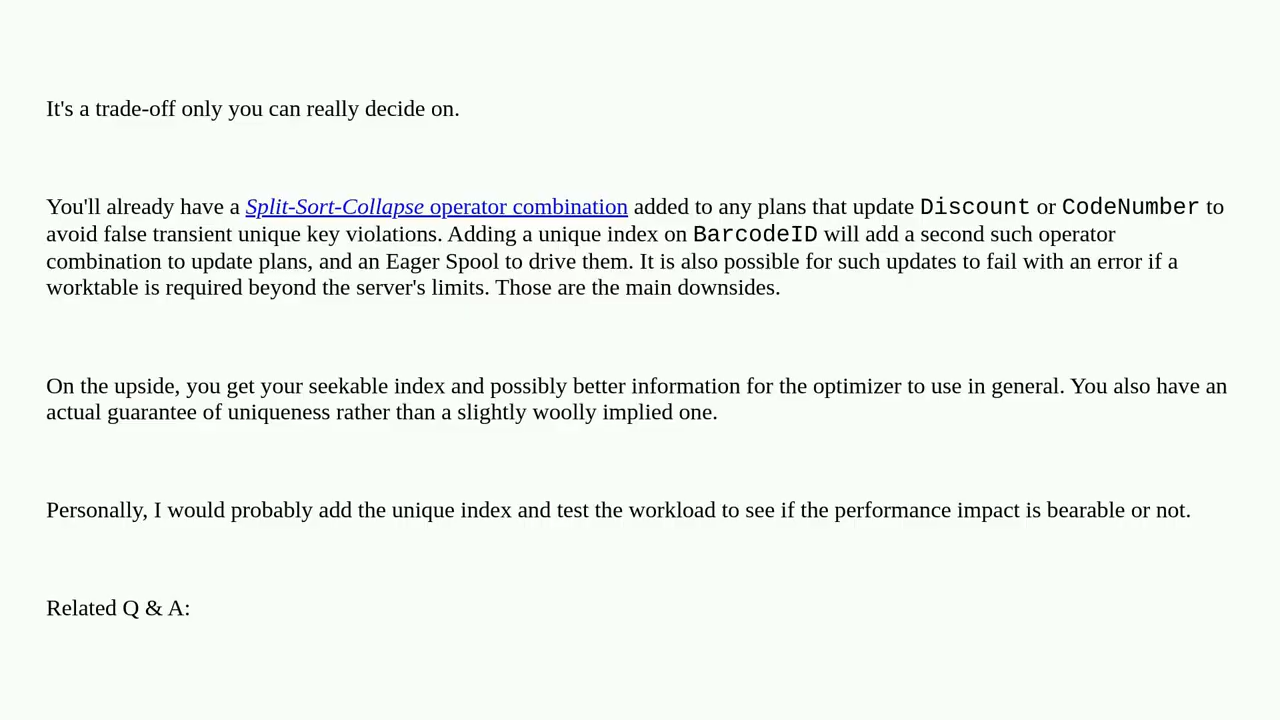 It's a trade-off only you can really decide on.
You'll already have a Split-Sort-Collapse operator combination added to any plans that update Discount or CodeNumber to
avoid false transient unique key violations. Adding a unique index on BarcodeID will add a second such operator
combination to update plans, and an Eager Spool to drive them. It is also possible for such updates to fail with an error if a
worktable is required beyond the server's limits. Those are the main downsides.
On the upside, you get your seekable index and possibly better information for the optimizer to use in general. You also have an
actual guarantee of uniqueness rather than a slightly woolly implied one.
Personally, I would probably add the unique index and test the workload to see if the performance impact is bearable or not.
Related Q & A: